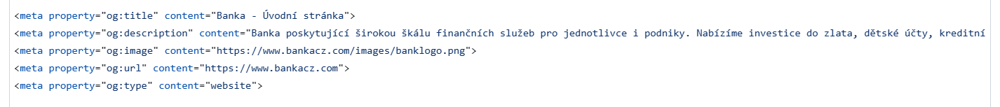 <meta property="og:title" content="Banka - Úvodní stránka">
<meta property="og:description" content="Banka poskytující širokou škálu finančních služeb pro jednotlivce i podniky. Nabízíme investice do zlata, dětské účty, kreditní
<meta property="og:image" content="https://www.bankacz.com/images/banklogo.png">
<meta property="og:url" content="https://www.bankacz.com">
<meta property="og:type" content="website">